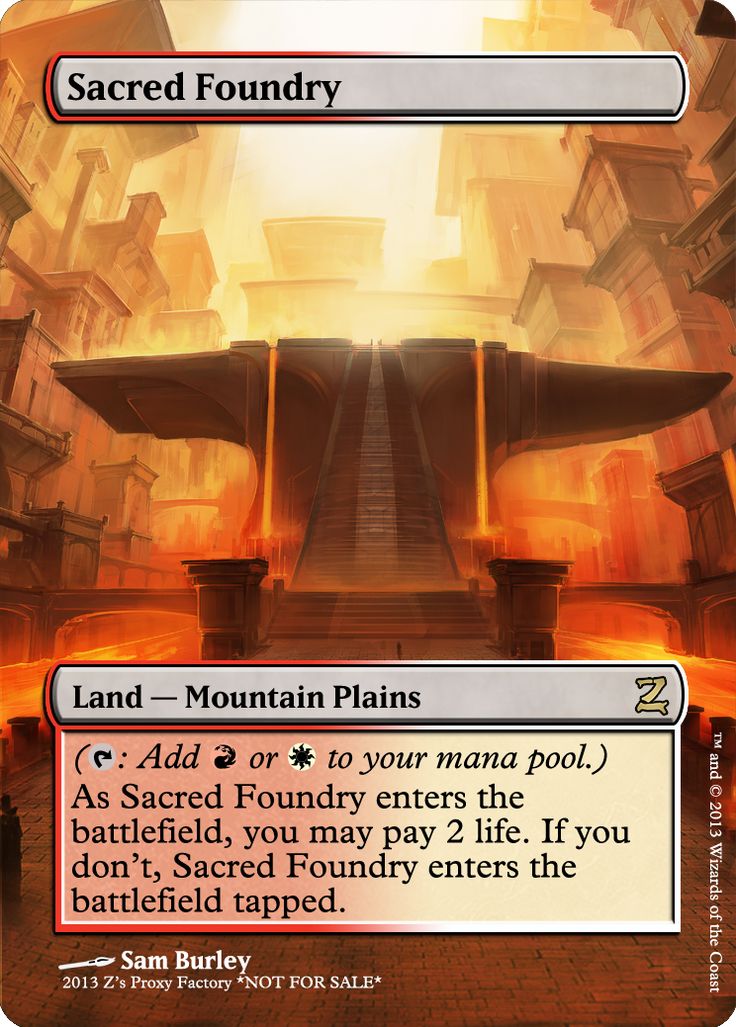 Sacred Foundry
Land — Mountain Plains
Z
( : Add or to your mana pool.)
As Sacred Foundry enters the
battlefield, you may pay 2 life. If you
don't, Sacred Foundry enters the
battlefield tapped.
Sam Burley
2013 Z's Proxy Factory *NOT FOR SALE*
™ and © 2013 Wizards of the Coast